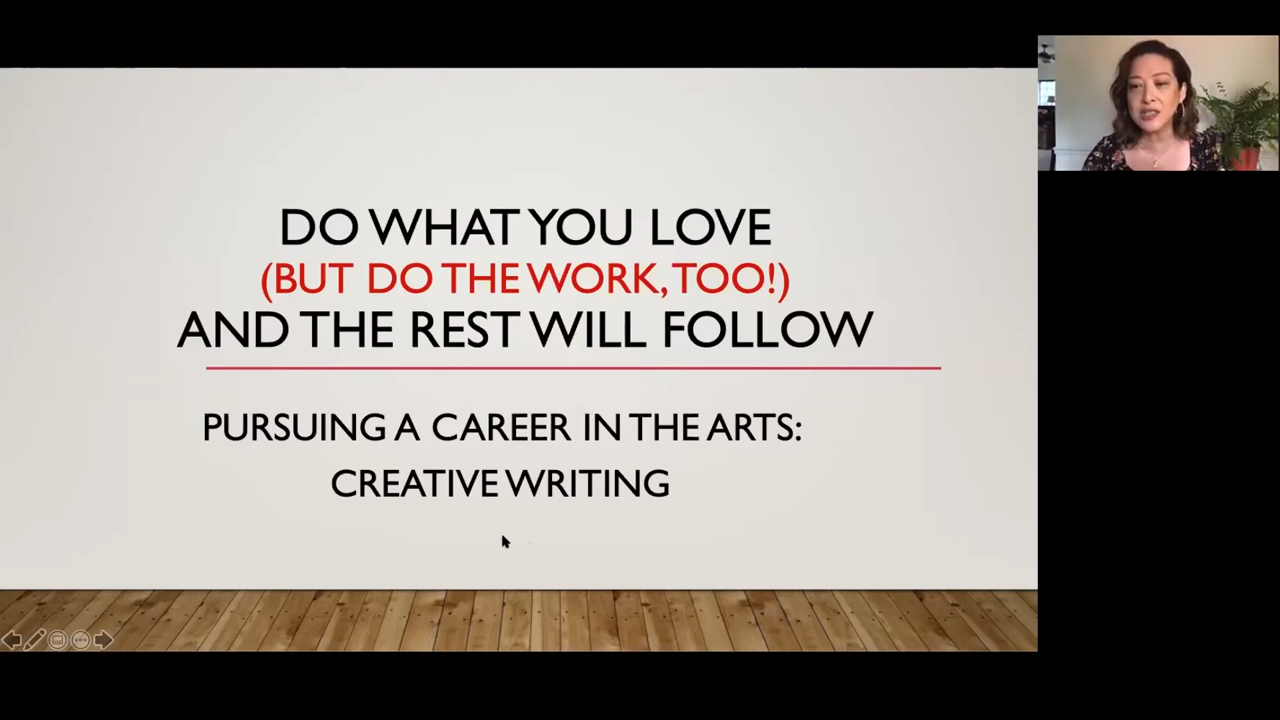 DO WHAT YOU LOVE
(BUT DO THE WORK, TOO!)
AND THE REST WILL FOLLOW
PURSUING A CAREER IN THE ARTS:
CREATIVE WRITING